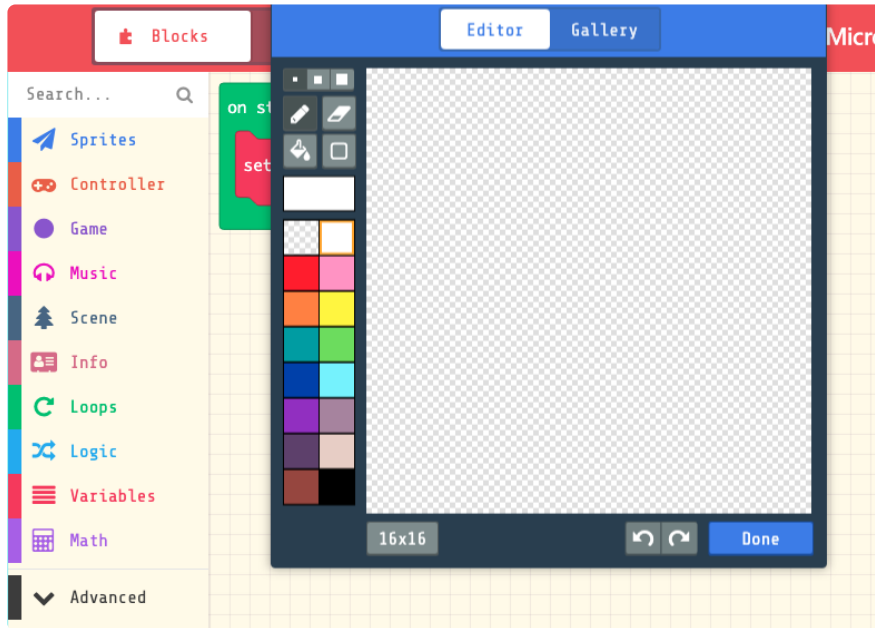 Blocks
Editor
Gallery
Micro
Search...
on st
set
Sprites
Controller
Game
Music
Scene
Info
Loops
Logic
Variables
Math
Advanced
16x16
Done